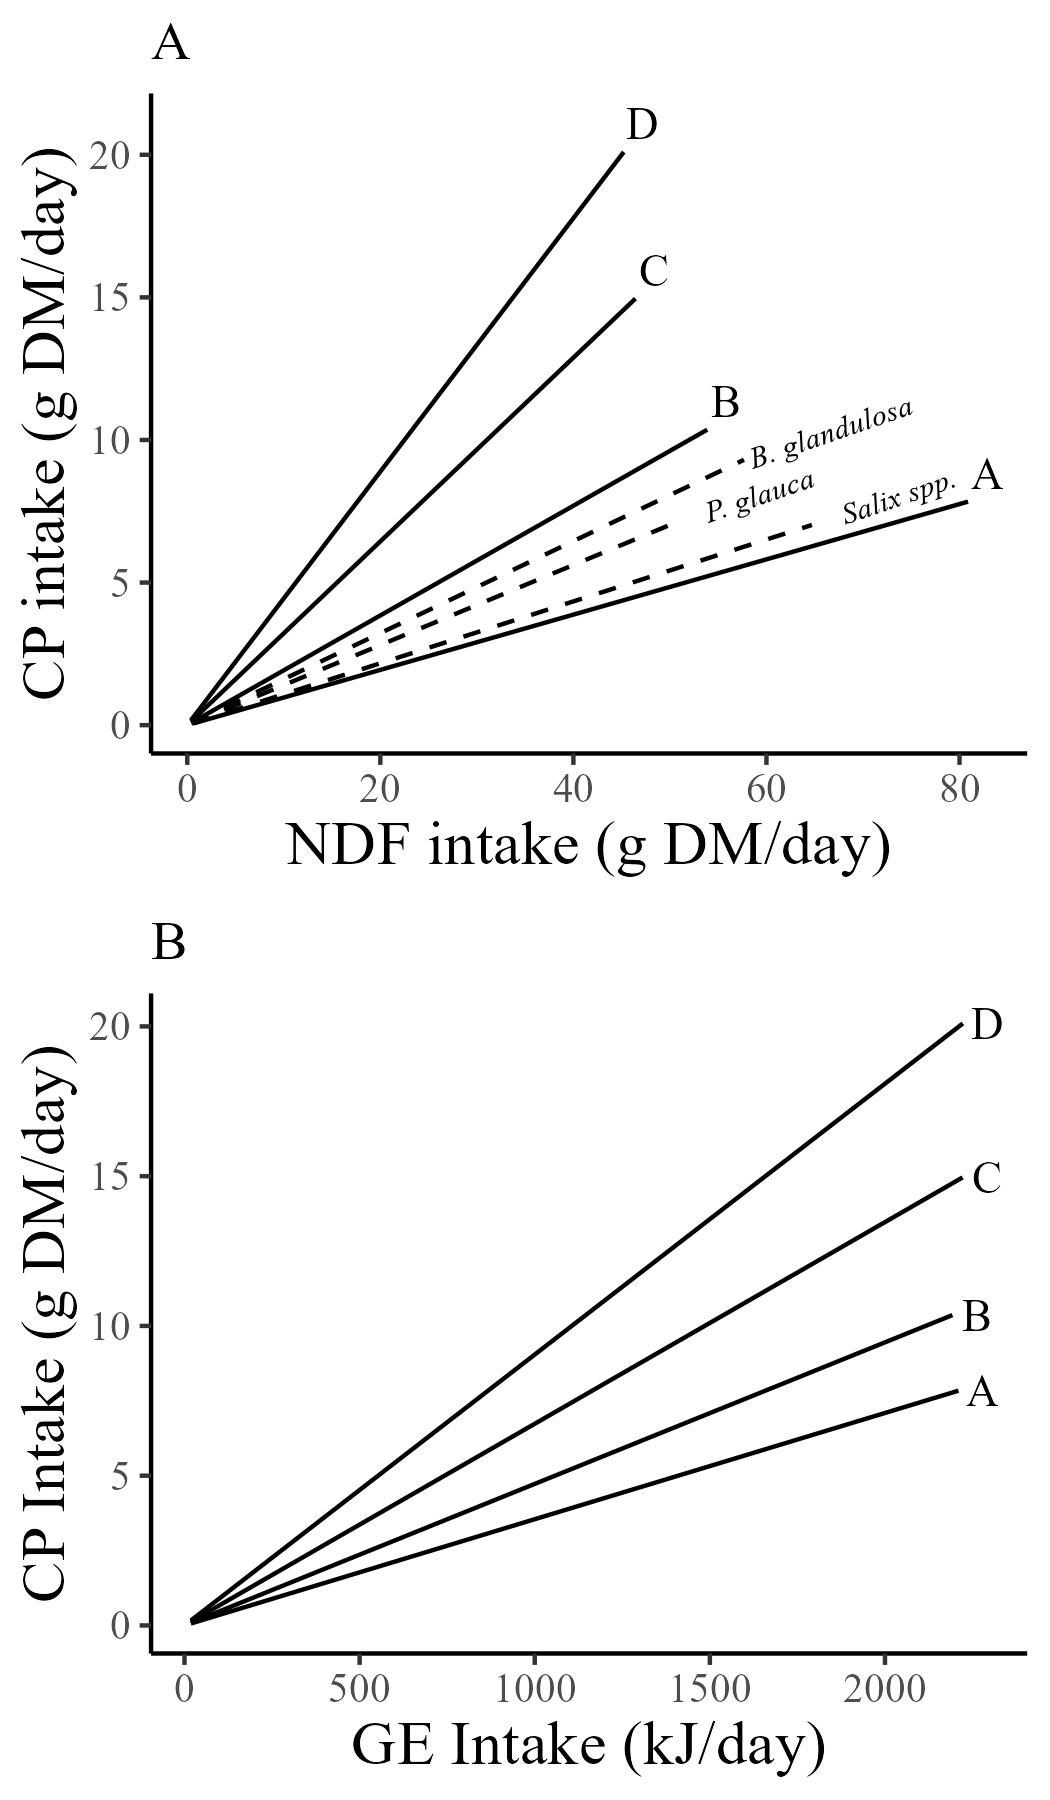 A
D
C
B
B. glandulosa
P. glauca
Salix spp.
A
20
15
10
5
0
CP intake (g DM/day)
0 20 40 60 80
NDF intake (g DM/day)
B
D
C
B
A
20
15
10
5
0
CP Intake (g DM/day)
0 500 1000 1500 2000
GE Intake (kJ/day)